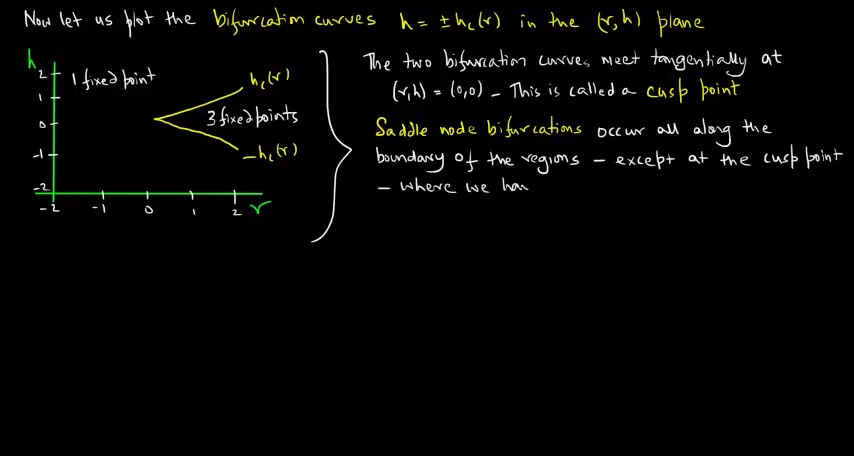 Now let us plot the bifurcation curves h = ± hc(r) in the (r, h) plane
h
2
1
0
-1
-2
-2 -1 0 1 2 r
1 fixed point
hc(r)
3 fixed points
-hc(r)
The two bifurcation curves meet tangentially at
(r,h) = (0,0) - This is called a cusp point
Saddle node bifurcations occur all along the
boundary of the regions - except at the cusp point
- where we hav